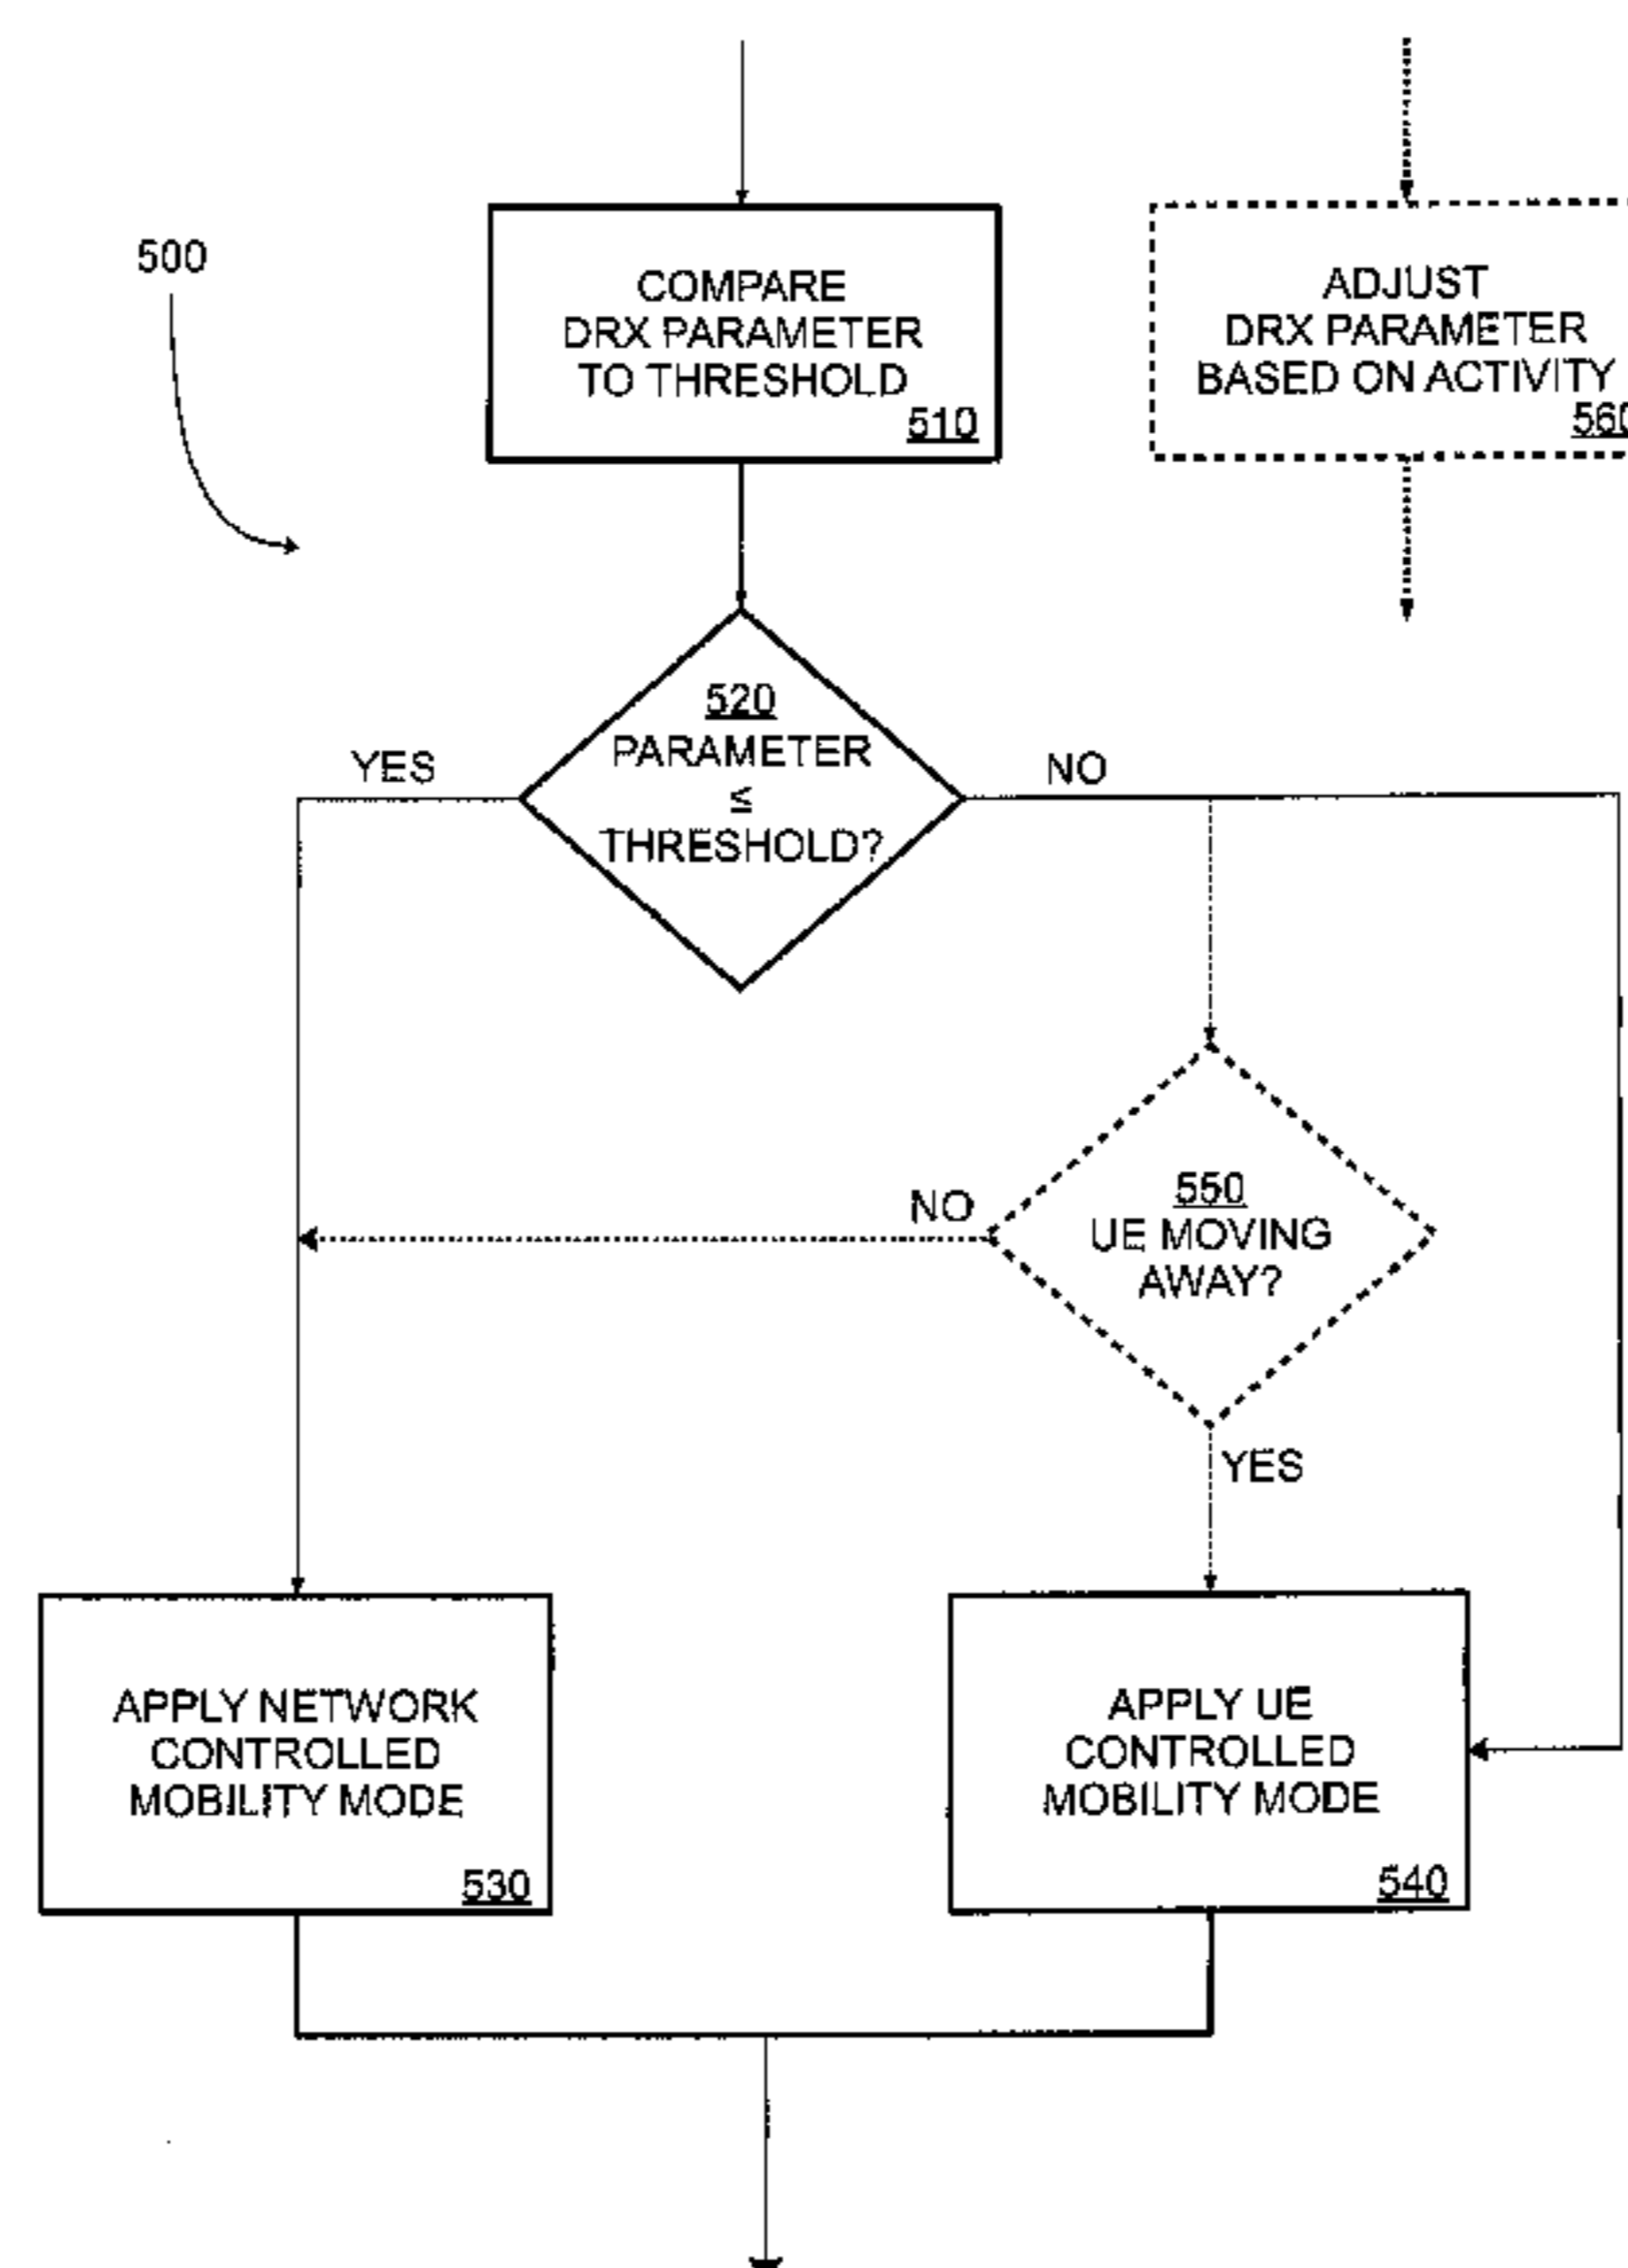 500
COMPARE
DRX PARAMETER
TO THRESHOLD
510
ADJUST
DRX PARAMETER
BASED ON ACTIVITY
560
520
PARAMETER
≤
THRESHOLD?
YES
NO
550
UE MOVING
AWAY?
NO
YES
APPLY NETWORK
CONTROLLED
MOBILITY MODE
530
APPLY UE
CONTROLLED
MOBILITY MODE
540